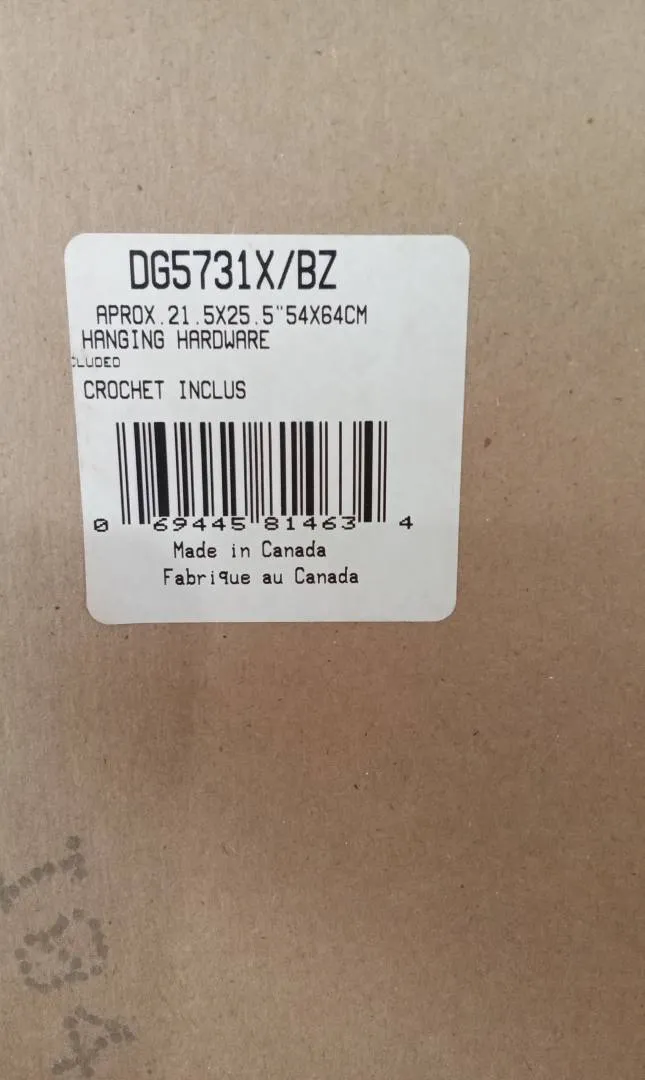 DG5731X/BZ
APROX.21.5X25.5"54X64CM
HANGING HARDWARE
CLUDED
CROCHET INCLUS
0 69445 81463 4
Made in Canada
Fabrique au Canada